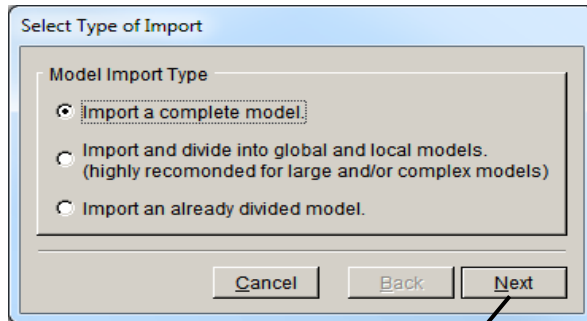 Select Type of Import
Model Import Type
Import a complete model.
Import and divide into global and local models.
(highly recomonded for large and/or complex models)
Import an already divided model.
Cancel Back Next